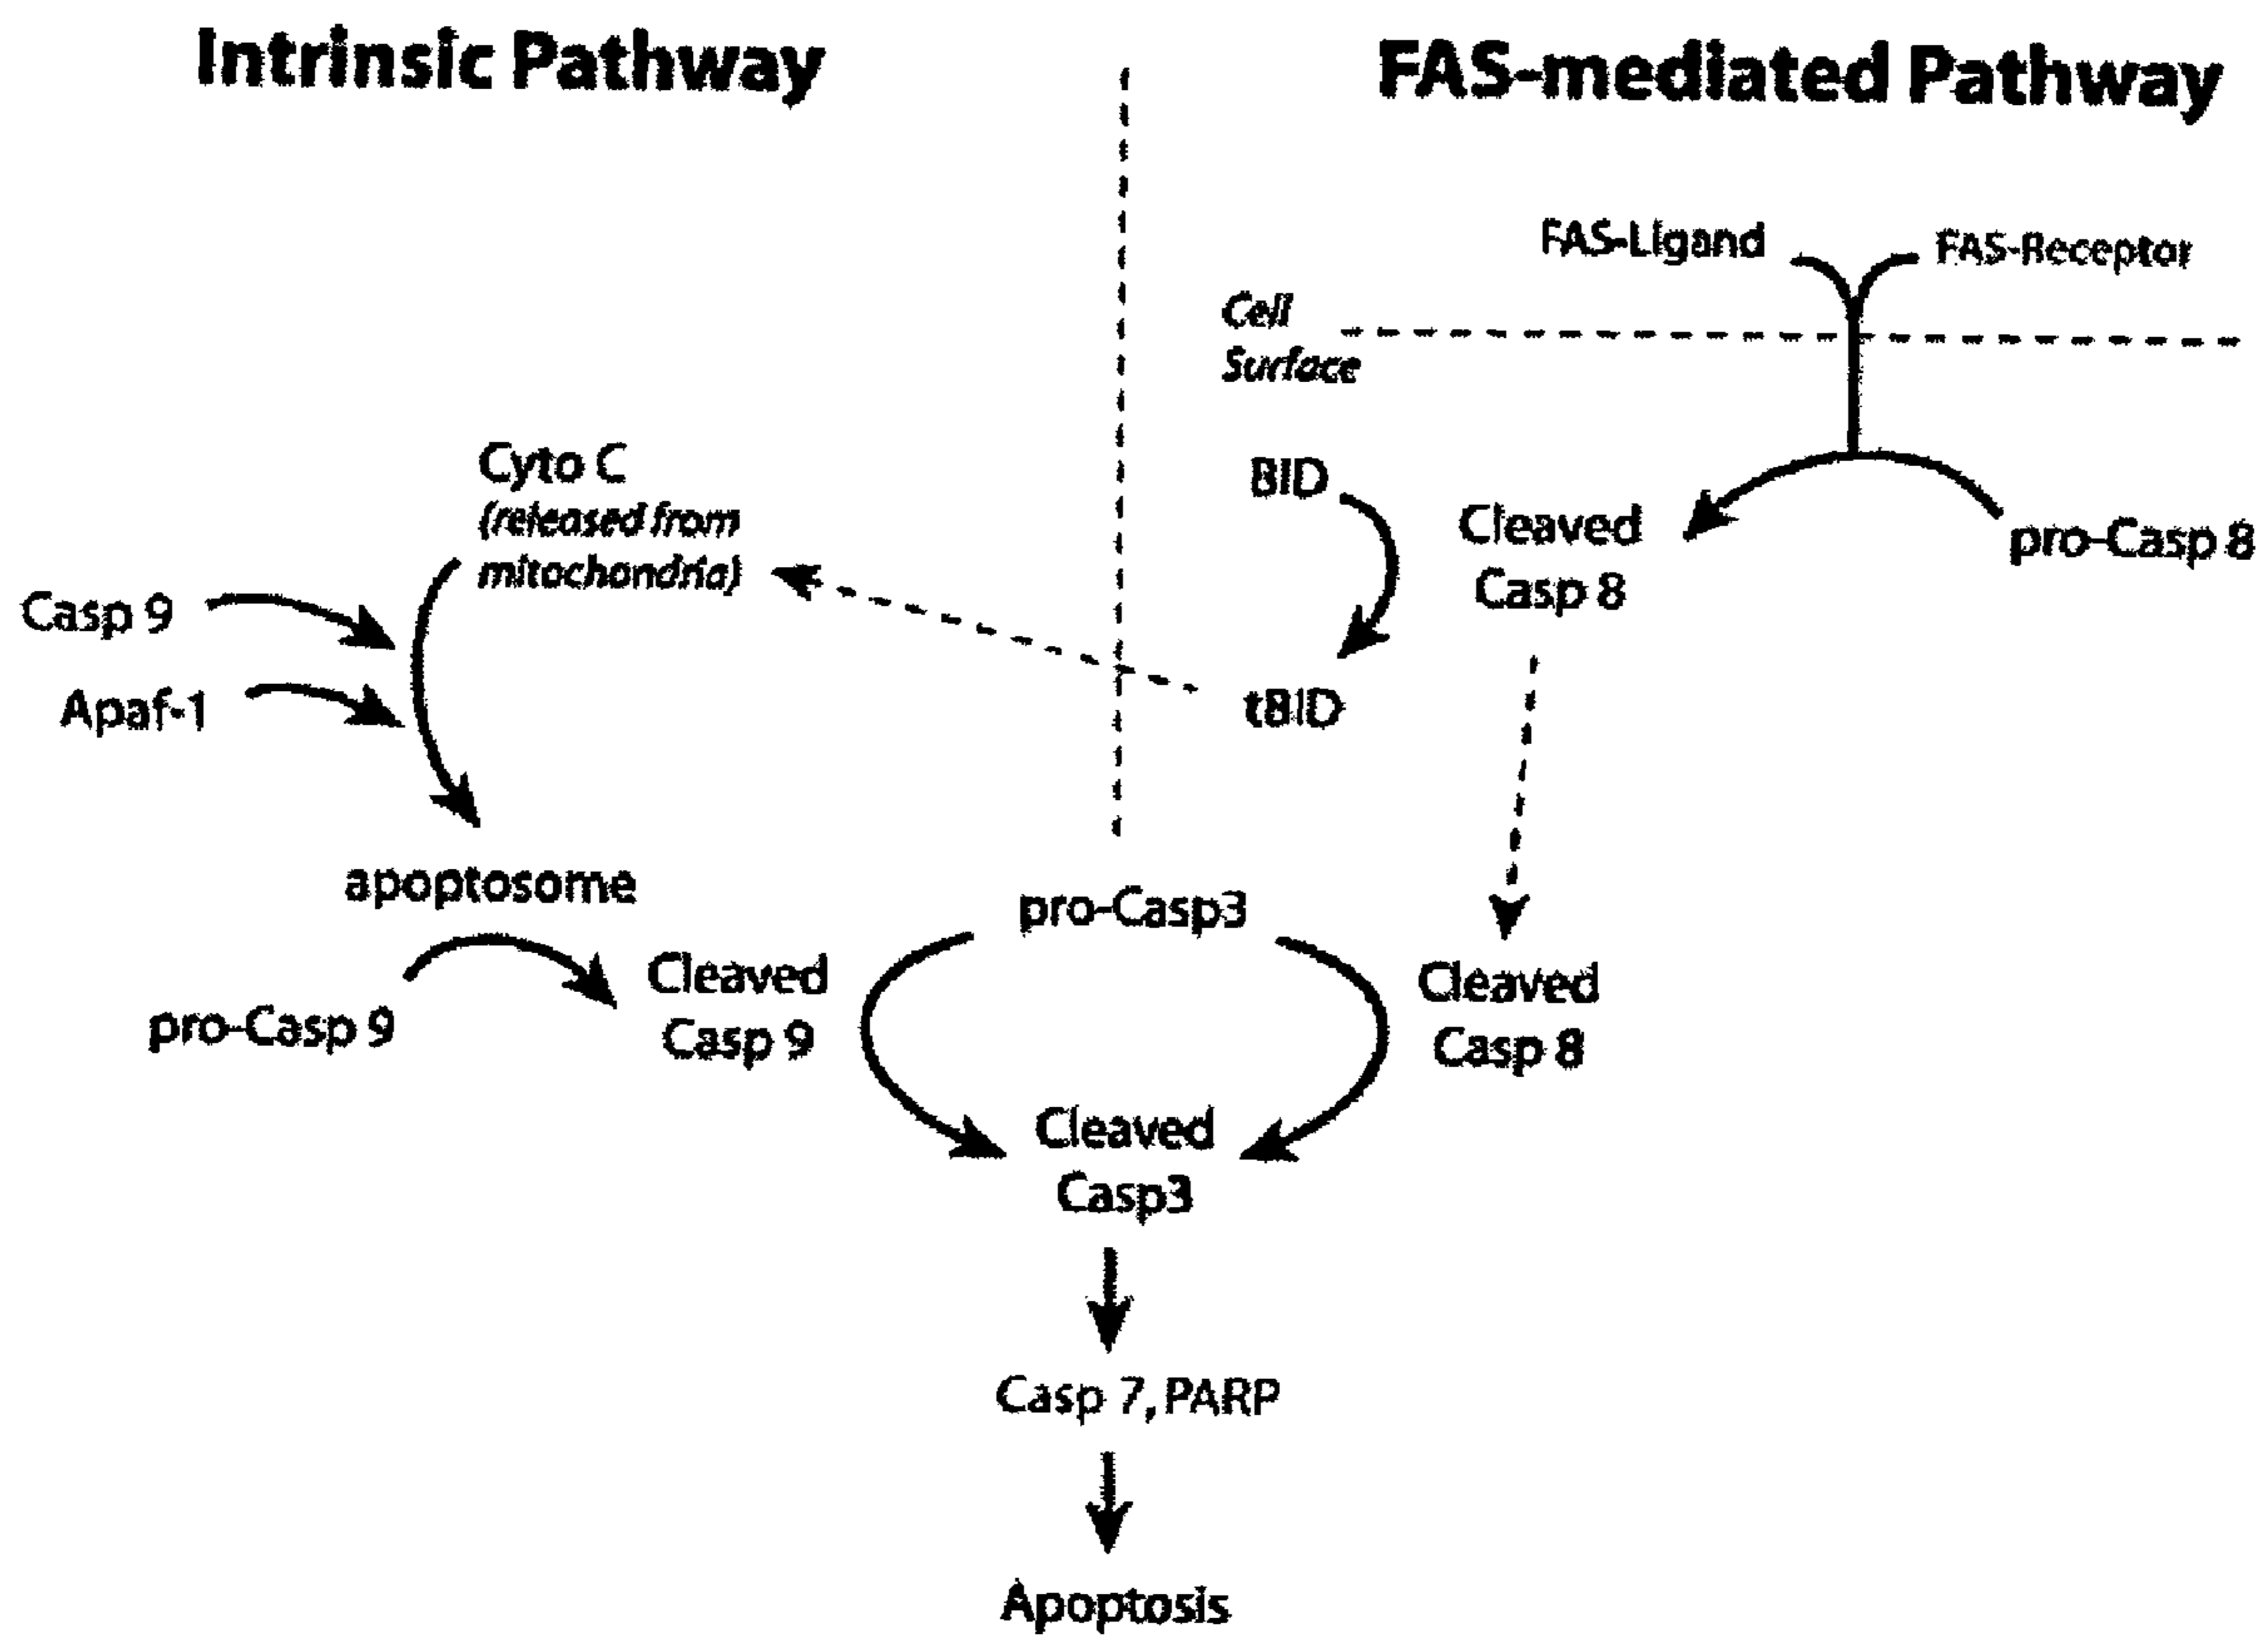 Intrinsic Pathway
FAS-mediated Pathway
FAS-Ligand
FAS-Receptor
Cell
Surface
Cyto C
(released from
mitochondria)
BID
Cleaved
Casp 8
pro-Casp 8
Casp 9
Apaf-1
tBID
apoptosome
pro-Casp3
pro-Casp 9
Cleaved
Casp 9
Cleaved
Casp 8
Cleaved
Casp3
Casp 7, PARP
Apoptosis